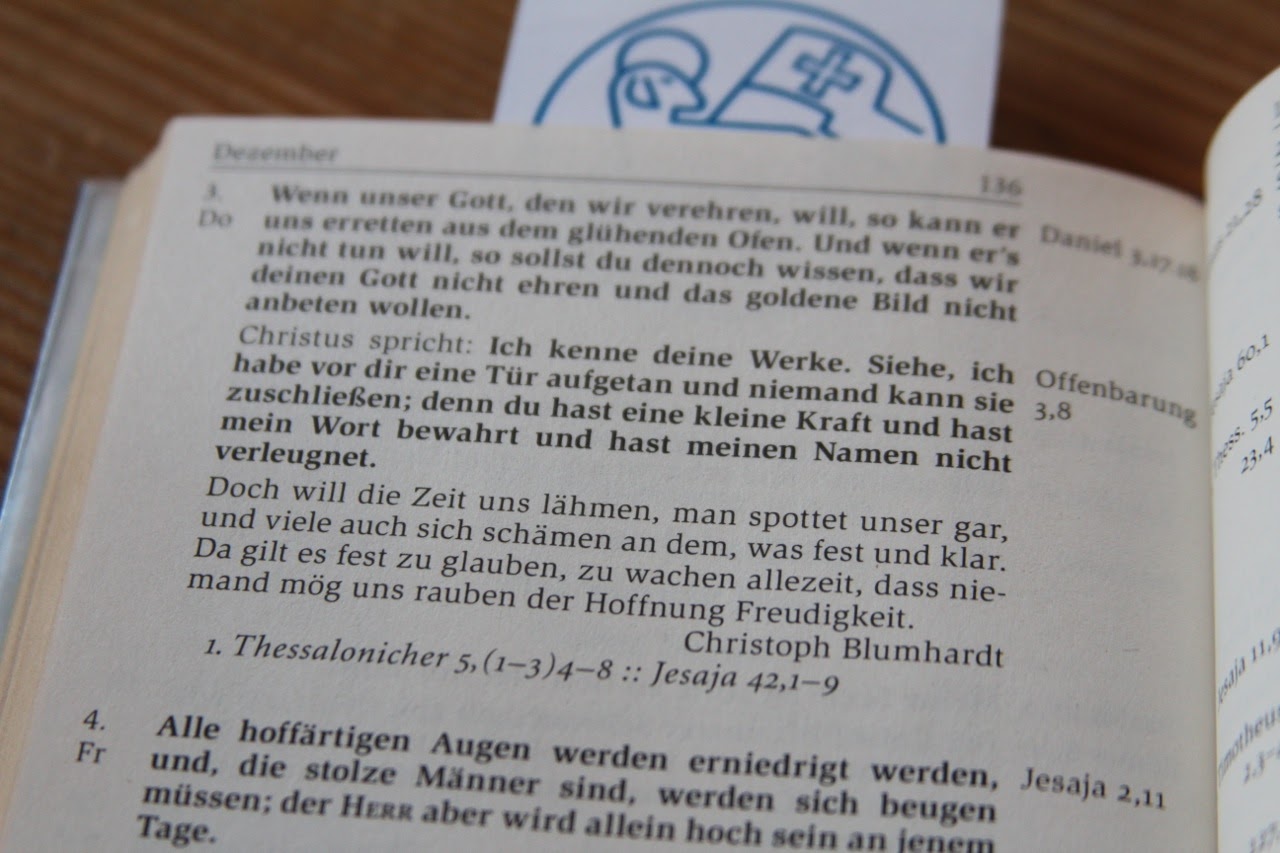 Dezember
136
3. Wenn unser Gott, den wir verehren, will, so kann er Daniel 3,17.18
Do uns erretten aus dem glühenden Ofen. Und wenn er's
nicht tun will, so sollst du dennoch wissen, dass wir
deinen Gott nicht ehren und das goldene Bild nicht
anbeten wollen.
Christus spricht: Ich kenne deine Werke. Siehe, ich Offenbarung
habe vor dir eine Tür aufgetan und niemand kann sie 3,8
zuschließen; denn du hast eine kleine Kraft und hast
mein Wort bewahrt und hast meinen Namen nicht
verleugnet.
Doch will die Zeit uns lähmen, man spottet unser gar,
und viele auch sich schämen an dem, was fest und klar.
Da gilt es fest zu glauben, zu wachen allezeit, dass nie-
mand mög uns rauben der Hoffnung Freudigkeit.
Christoph Blumhardt
1. Thessalonicher 5,(1–3)4–8 :: Jesaja 42,1–9
4. Alle hoffärtigen Augen werden erniedrigt werden, Jesaja 2,11
Fr und, die stolze Männer sind, werden sich beugen
müssen; der HERR aber wird allein hoch sein an jenem
Tage.
60,1
5,5
23,4